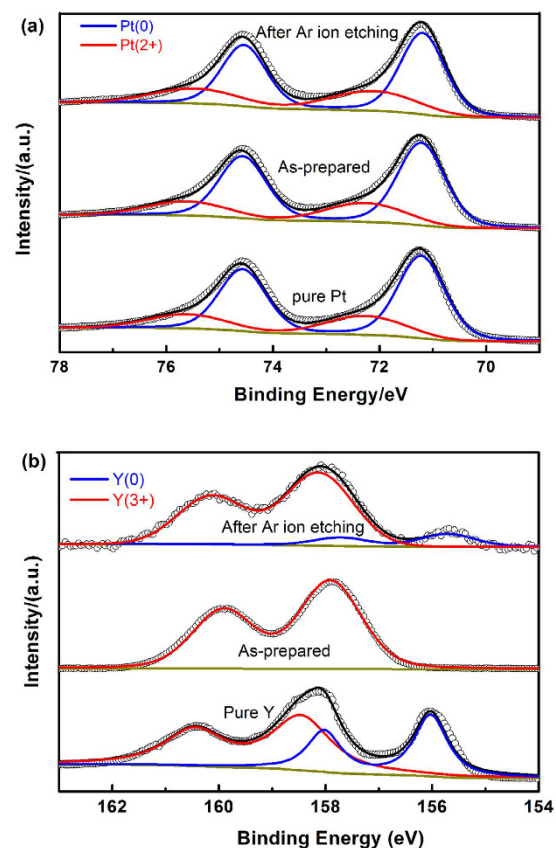 (a)
Pt(0)
Pt(2+)
After Ar ion etching
As-prepared
pure Pt
Intensity/(a.u.)
78 76 74 72 70
Binding Energy/eV
(b)
Y(0)
Y(3+)
After Ar ion etching
As-prepared
Pure Y
Intensity/(a.u.)
162 160 158 156 154
Binding Energy (eV)